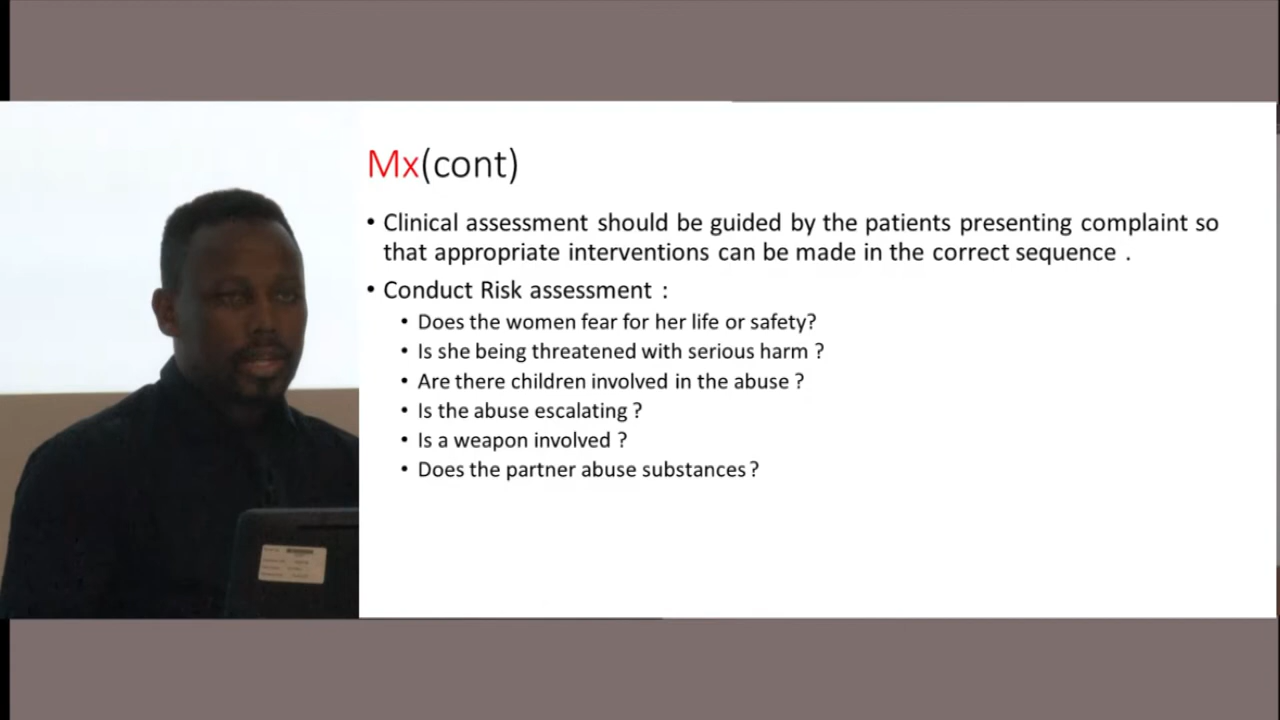 Mx(cont)
• Clinical assessment should be guided by the patients presenting complaint so
that appropriate interventions can be made in the correct sequence .
• Conduct Risk assessment :
• Does the women fear for her life or safety?
• Is she being threatened with serious harm ?
• Are there children involved in the abuse ?
• Is the abuse escalating ?
• Is a weapon involved ?
• Does the partner abuse substances?